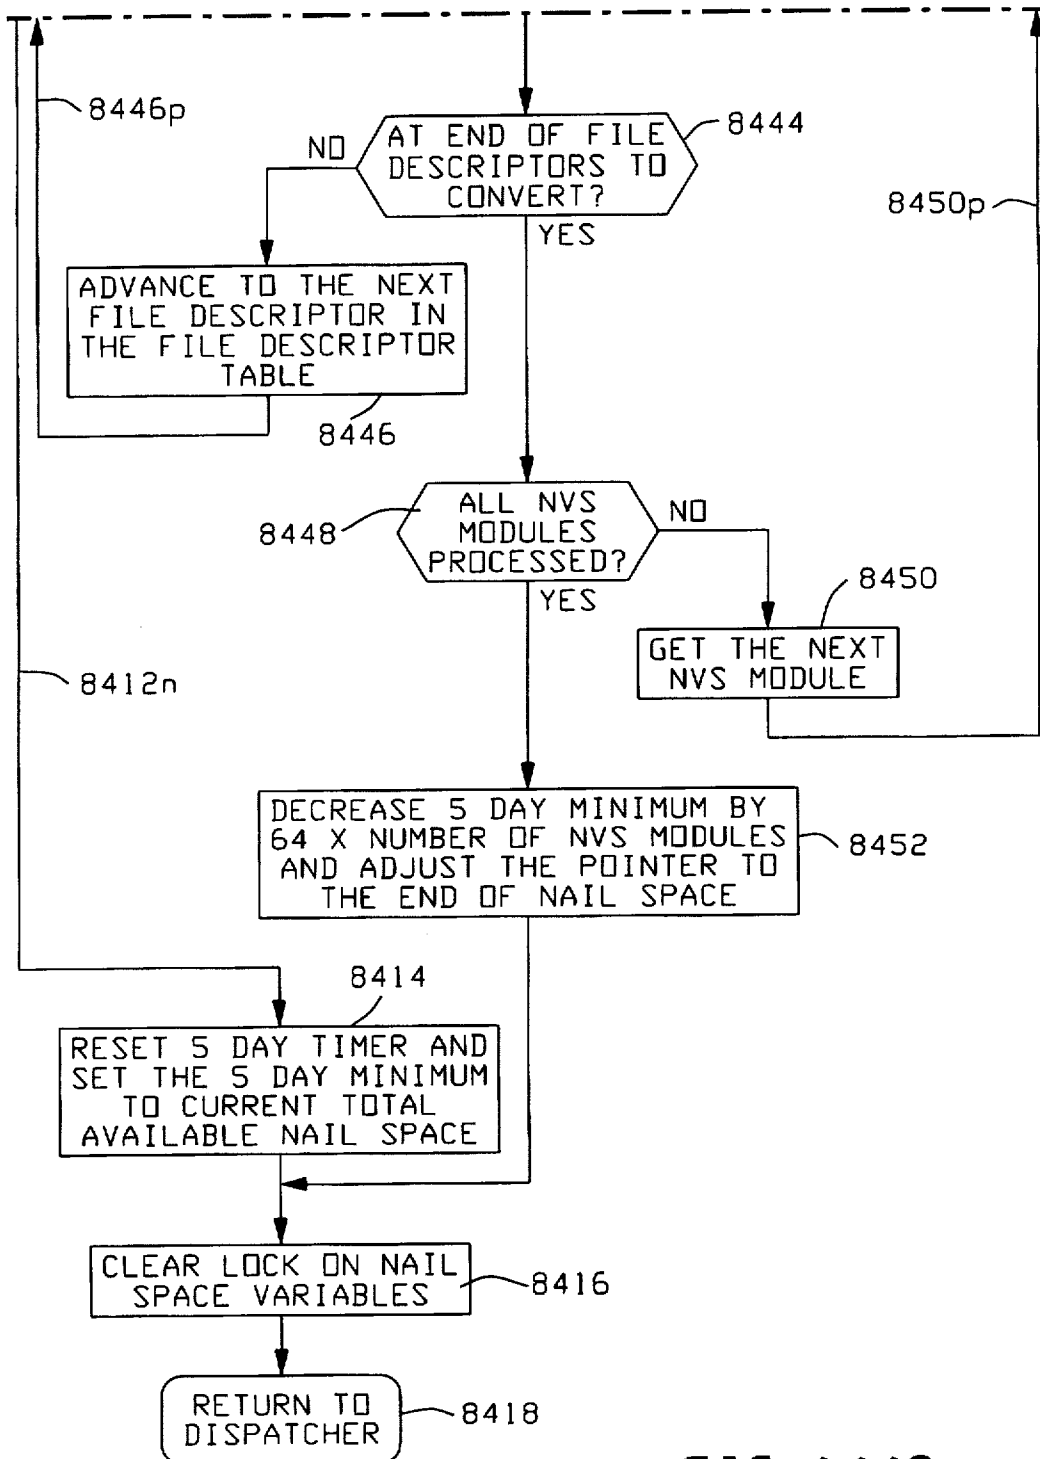 8446p
AT END OF FILE
DESCRIPTORS TO
CONVERT?
8444
NO
YES
8450p
ADVANCE TO THE NEXT
FILE DESCRIPTOR IN
THE FILE DESCRIPTOR
TABLE
8446
ALL NVS
MODULES
PROCESSED?
8448
NO
YES
8450
GET THE NEXT
NVS MODULE
8412n
DECREASE 5 DAY MINIMUM BY
64 X NUMBER OF NVS MODULES
AND ADJUST THE POINTER TO
THE END OF NAIL SPACE
8452
8414
RESET 5 DAY TIMER AND
SET THE 5 DAY MINIMUM
TO CURRENT TOTAL
AVAILABLE NAIL SPACE
CLEAR LOCK ON NAIL
SPACE VARIABLES
8416
RETURN TO
DISPATCHER
8418